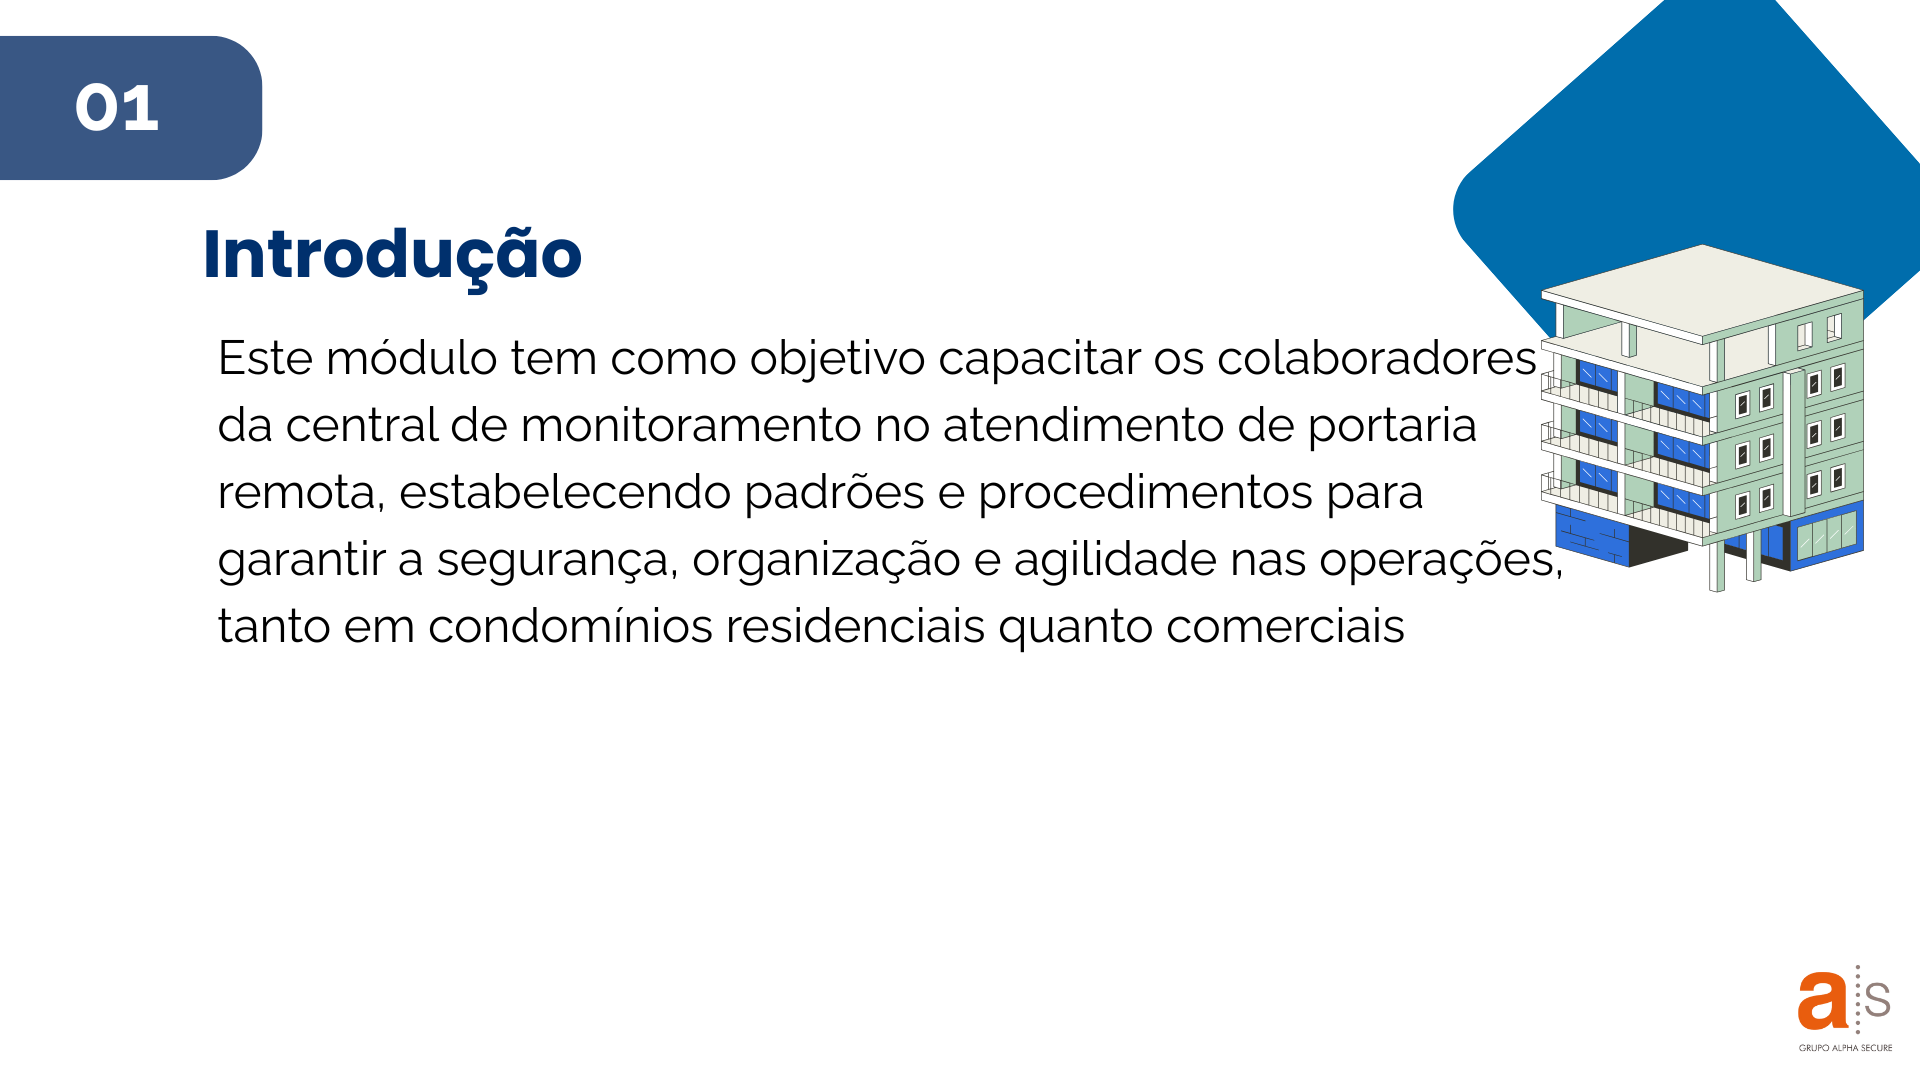 01
Introdução
Este módulo tem como objetivo capacitar os colaboradores
da central de monitoramento no atendimento de portaria
remota, estabelecendo padrões e procedimentos para
garantir a segurança, organização e agilidade nas operações,
tanto em condomínios residenciais quanto comerciais
a s
GRUPO ALPHA SECURE